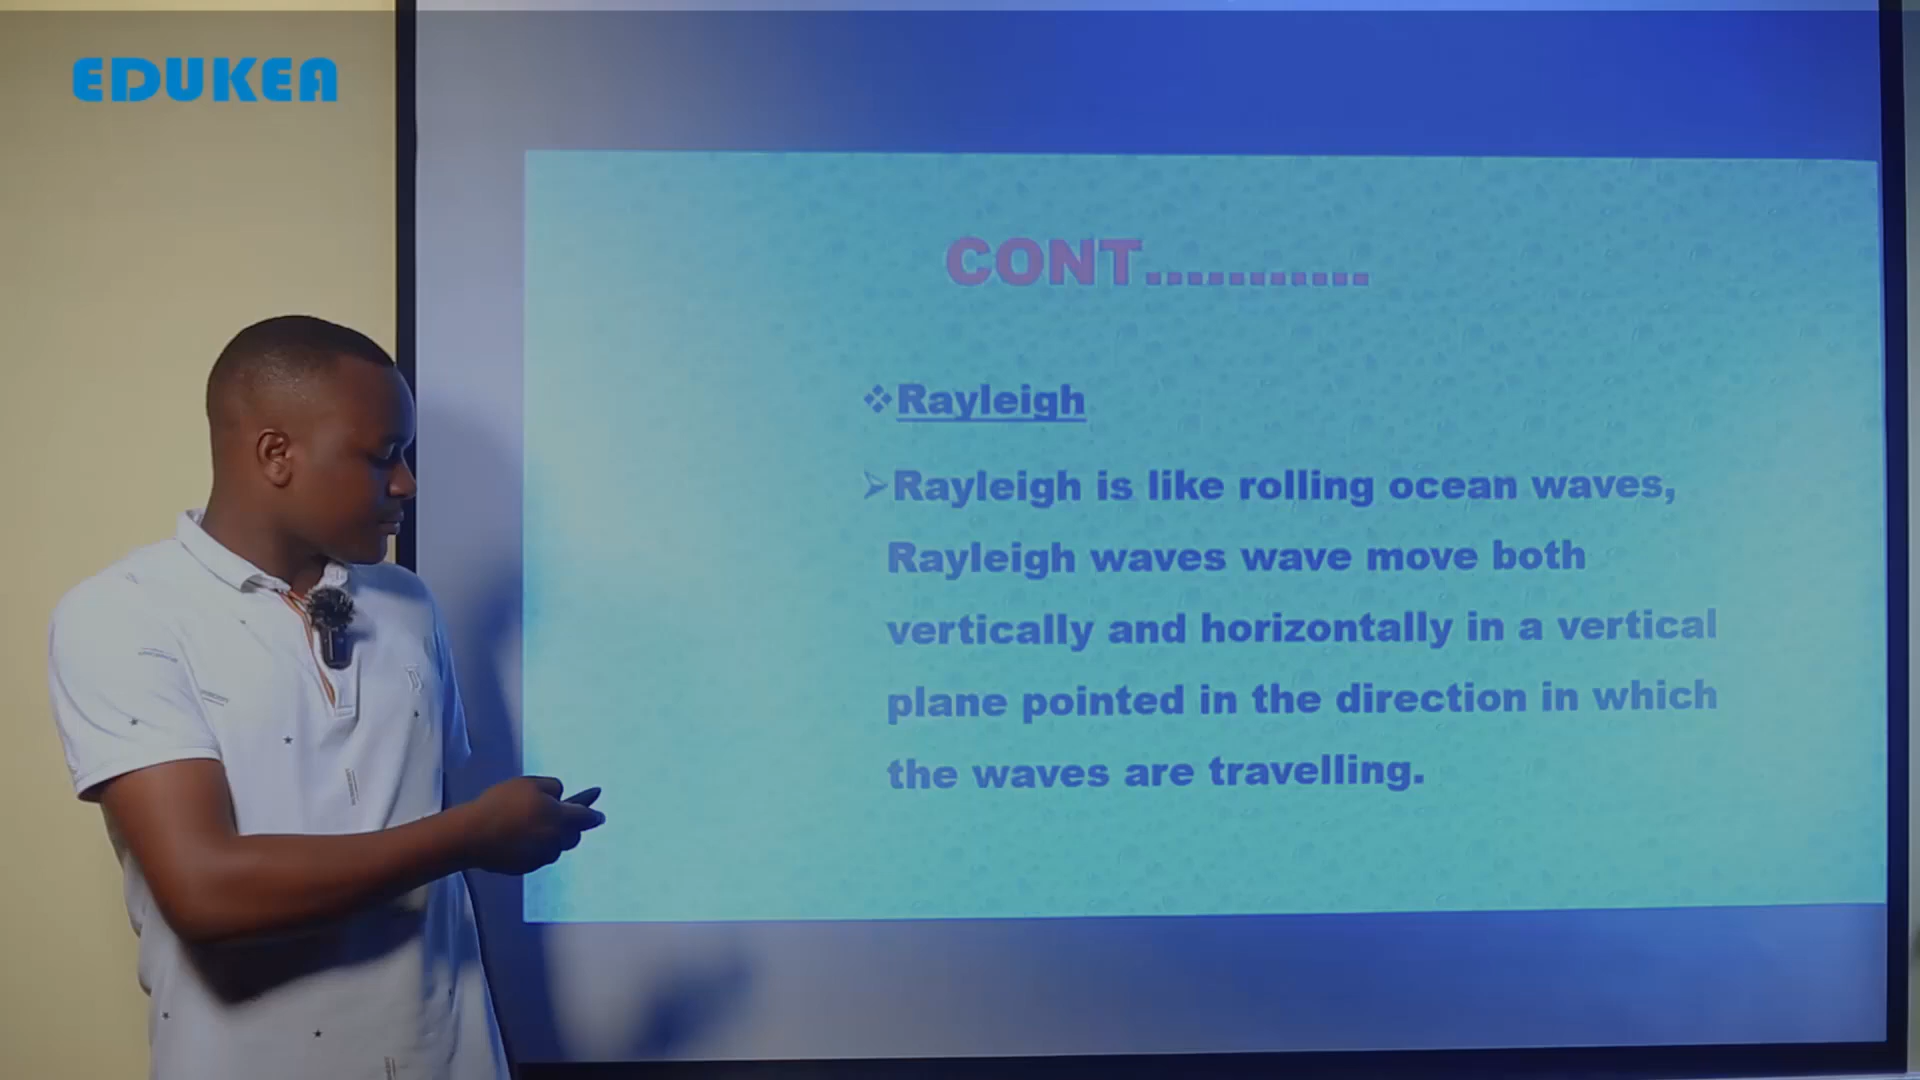 EDUKEA
CONT...........
Rayleigh
Rayleigh is like rolling ocean waves,
Rayleigh waves wave move both
vertically and horizontally in a vertical
plane pointed in the direction in which
the waves are travelling.